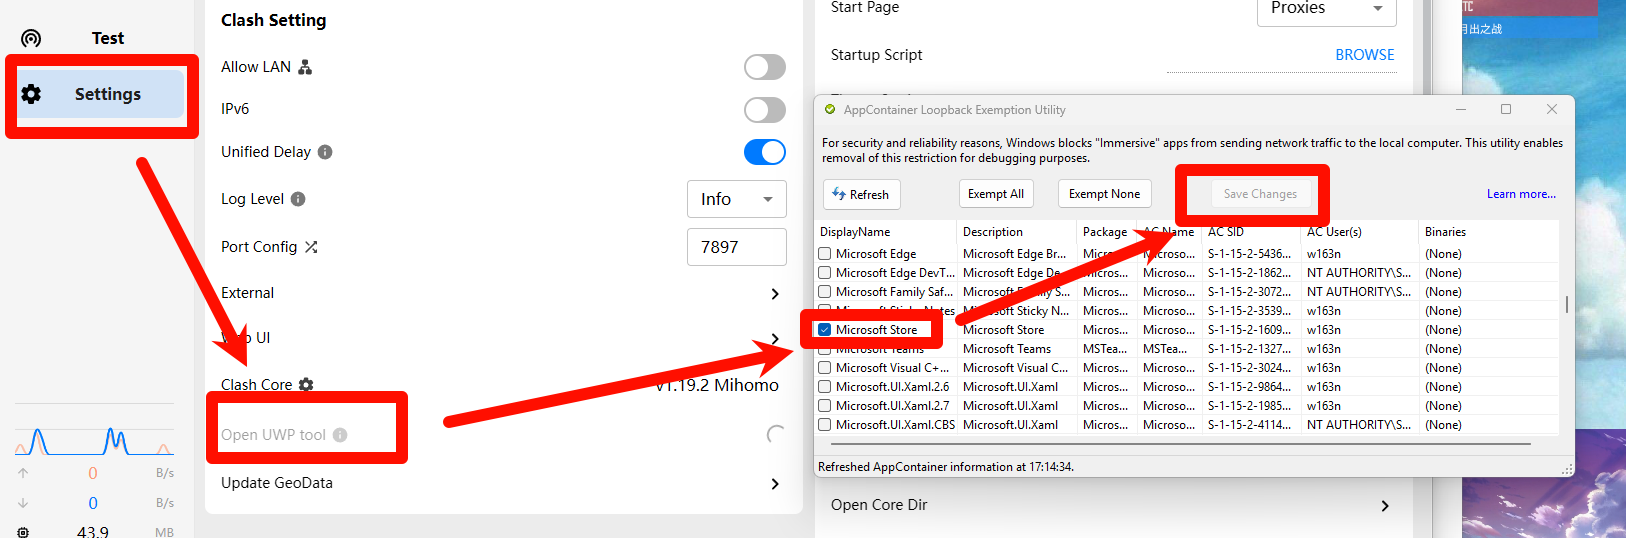 Test
Settings
0 B/s
0 B/s
43.9 MB
Clash Setting
Allow LAN
IPv6
Unified Delay
Log Level
Info
Port Config
7897
External
UI
Clash Core
v1.19.2 Mihomo
Open UWP tool
Update GeoData
Start Page
Proxies
Startup Script
BROWSE
AppContainer Loopback Exemption Utility
For security and reliability reasons, Windows blocks "Immersive" apps from sending network traffic to the local computer. This utility enables
removal of this restriction for debugging purposes.
Refresh Exempt All Exempt None Save Changes Learn more...
DisplayName Description Package AC Name AC SID AC User(s) Binaries
Microsoft Edge Microsoft Edge Br... Micros... Microso... S-1-15-2-5436... w163n (None)
Microsoft Edge DevT... Microsoft Edge De... Micros... Microso... S-1-15-2-1862... NT AUTHORITY\S... (None)
Microsoft Family Saf... Microsoft Family S... Micros... Microso... S-1-15-2-3072... NT AUTHORITY\S... (None)
Microsoft Sticky Notes Microsoft Sticky N... Micros... Microso... S-1-15-2-3539... w163n (None)
Microsoft Store Microsoft Store Micros... Microso... S-1-15-2-1609... w163n (None)
Microsoft Teams Microsoft Teams MSTea... MSTea... S-1-15-2-1327... w163n (None)
Microsoft Visual C+... Microsoft Visual C... Micros... Microso... S-1-15-2-3024... w163n (None)
Microsoft.UI.Xaml.2.6 Microsoft.UI.Xaml Micros... Microso... S-1-15-2-9864... w163n (None)
Microsoft.UI.Xaml.2.7 Microsoft.UI.Xaml Micros... Microso... S-1-15-2-1985... w163n (None)
Microsoft.UI.Xaml.CBS Microsoft.UI.Xaml Micros... Microso... S-1-15-2-4114... NT AUTHORITY\S... (None)
Refreshed AppContainer information at 17:14:34.
Open Core Dir
月出之战